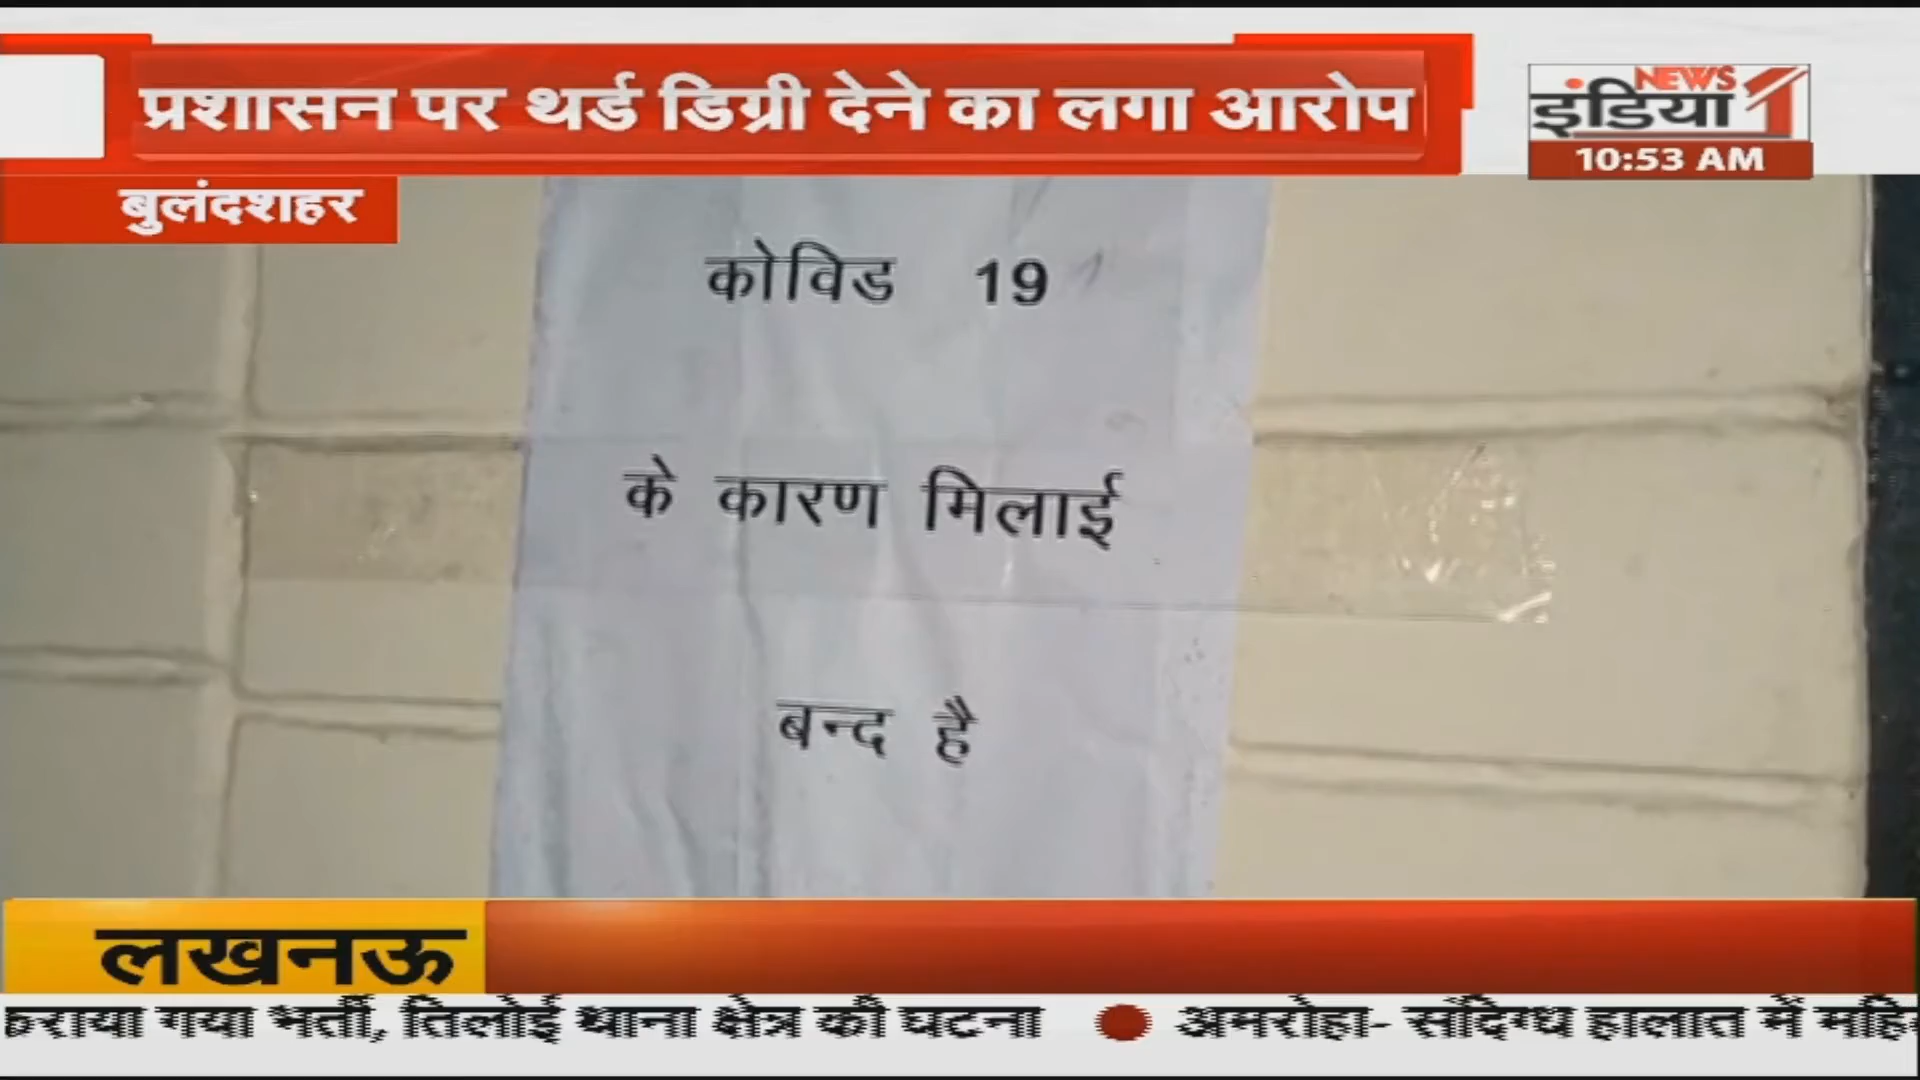 प्रशासन पर थर्ड डिग्री देने का लगा आरोप
NEWS
इंडिया 1
10:53 AM
बुलंदशहर
कोविड 19
के कारण मिलाई
बन्द है
लखनऊ
कराया गया भर्ती, तिलोई थाना क्षेत्र की घटना ● अमरोहा- संदिग्ध हालात में